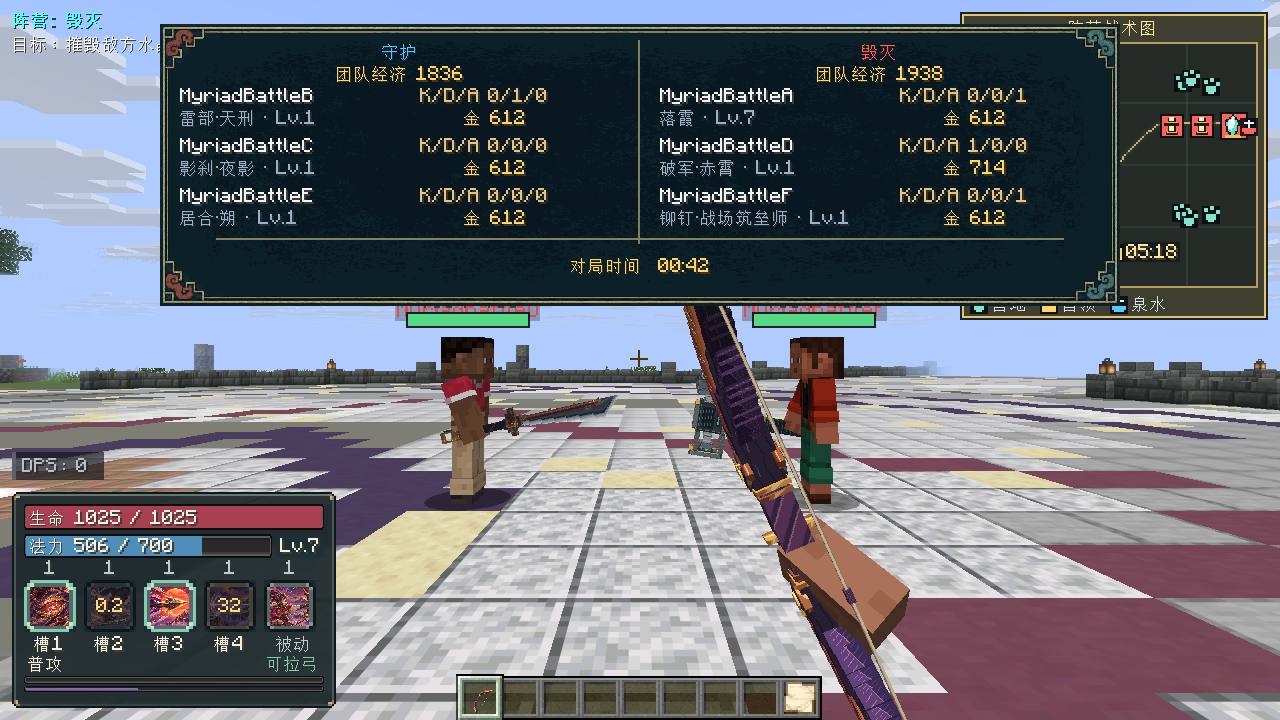 阵营：毁灭
目标：摧毁敌方水
守护
团队经济 1836
MyriadBattleB K/D/A 0/1/0
雷部·天刑 · Lv.1 金 612
MyriadBattleC K/D/A 0/0/0
影刹·夜影 · Lv.1 金 612
MyriadBattleE K/D/A 0/0/0
居合·朔 · Lv.1 金 612
毁灭
团队经济 1938
MyriadBattleA K/D/A 0/0/1
落霞 · Lv.7 金 612
MyriadBattleD K/D/A 1/0/0
破军·赤霄 · Lv.1 金 714
MyriadBattleF K/D/A 0/0/1
铆钉·战场筑垒师 · Lv.1 金 612
对局时间 00:42
术图
05:18
泉水
DPS: 0
生命 1025 / 1025
法力 506 / 700 Lv.7
1 1 1 1 1
0.2 32
槽1 槽2 槽3 槽4 被动
普攻 可拉弓